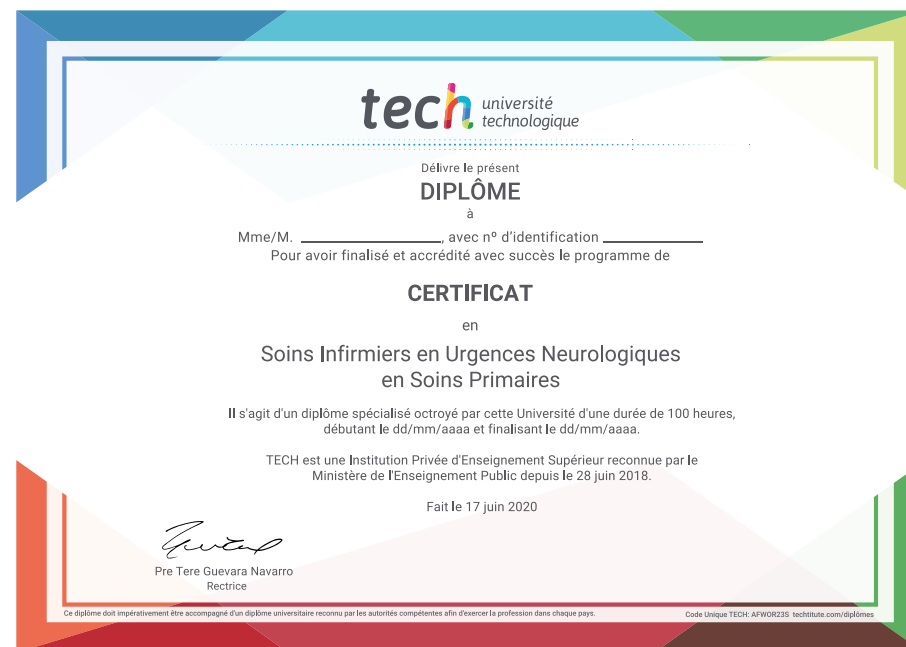 tech université
technologique
Délivre le présent
DIPLÔME
à
Mme/M. ____________________, avec nº d'identification ______________
Pour avoir finalisé et accrédité avec succès le programme de
CERTIFICAT
en
Soins Infirmiers en Urgences Neurologiques
en Soins Primaires
Il s'agit d'un diplôme spécialisé octroyé par cette Université d'une durée de 100 heures,
débutant le dd/mm/aaaa et finalisant le dd/mm/aaaa.
TECH est une Institution Privée d'Enseignement Supérieur reconnue par le
Ministère de l'Enseignement Public depuis le 28 juin 2018.
Fait le 17 juin 2020
Pre Tere Guevara Navarro
Rectrice
Ce diplôme doit impérativement être accompagné d'un diplôme universitaire reconnu par les autorités compétentes afin d'exercer la profession dans chaque pays.
Code Unique TECH: AFWOR23S techtitute.com/diplômes